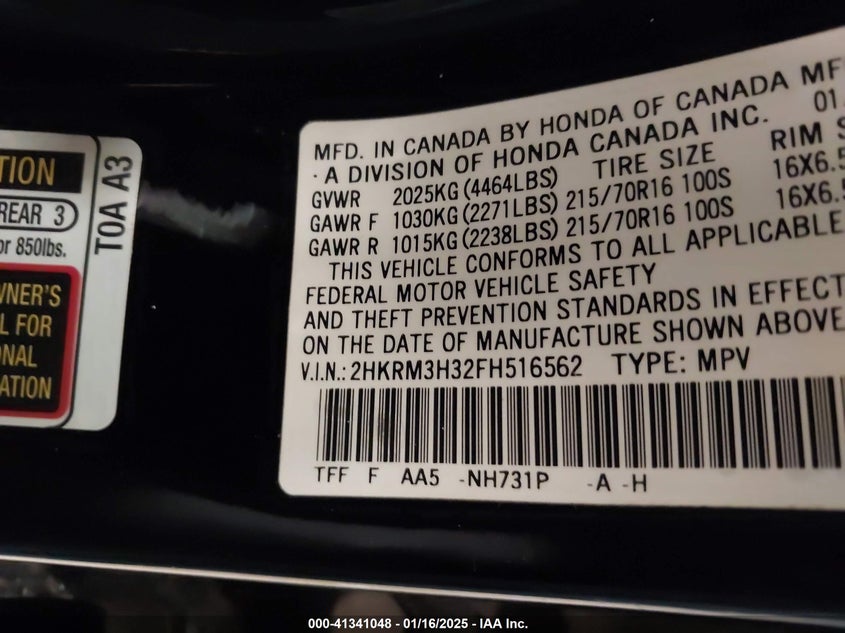 TION
REAR 3
or 850lbs.
WNER'S
L FOR
ONAL
ATION
T0A A3
MFD. IN CANADA BY HONDA OF CANADA MF
· A DIVISION OF HONDA CANADA INC. 01
TIRE SIZE RIM S
GVWR 2025KG (4464LBS)
GAWR F 1030KG (2271LBS) 215/70R16 100S 16X6.5
GAWR R 1015KG (2238LBS) 215/70R16 100S 16X6.5
THIS VEHICLE CONFORMS TO ALL APPLICABLE
FEDERAL MOTOR VEHICLE SAFETY
AND THEFT PREVENTION STANDARDS IN EFFECT
ON THE DATE OF MANUFACTURE SHOWN ABOVE
V.I.N.: 2HKRM3H32FH516562 TYPE: MPV
TFF F AA5 -NH731P -A -H
000-41341048 - 01/16/2025 - IAA Inc.